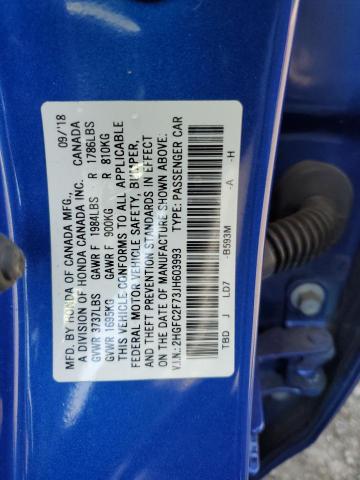 MFD. BY HONDA OF CANADA MFG., 09/'18
A DIVISION OF HONDA CANADA INC. CANADA
GVWR 3737LBS GAWR F 1984LBS R 1786LBS
GVWR 1695KG GAWR F 900KG R 810KG
THIS VEHICLE CONFORMS TO ALL APPLICABLE
FEDERAL MOTOR VEHICLE SAFETY, BUMPER,
AND THEFT PREVENTION STANDARDS IN EFFECT
ON THE DATE OF MANUFACTURE SHOWN ABOVE.
V.I.N.: 2HGFC2F73JH603993 TYPE: PASSENGER CAR
TBD J LD7 -B593M -A -H